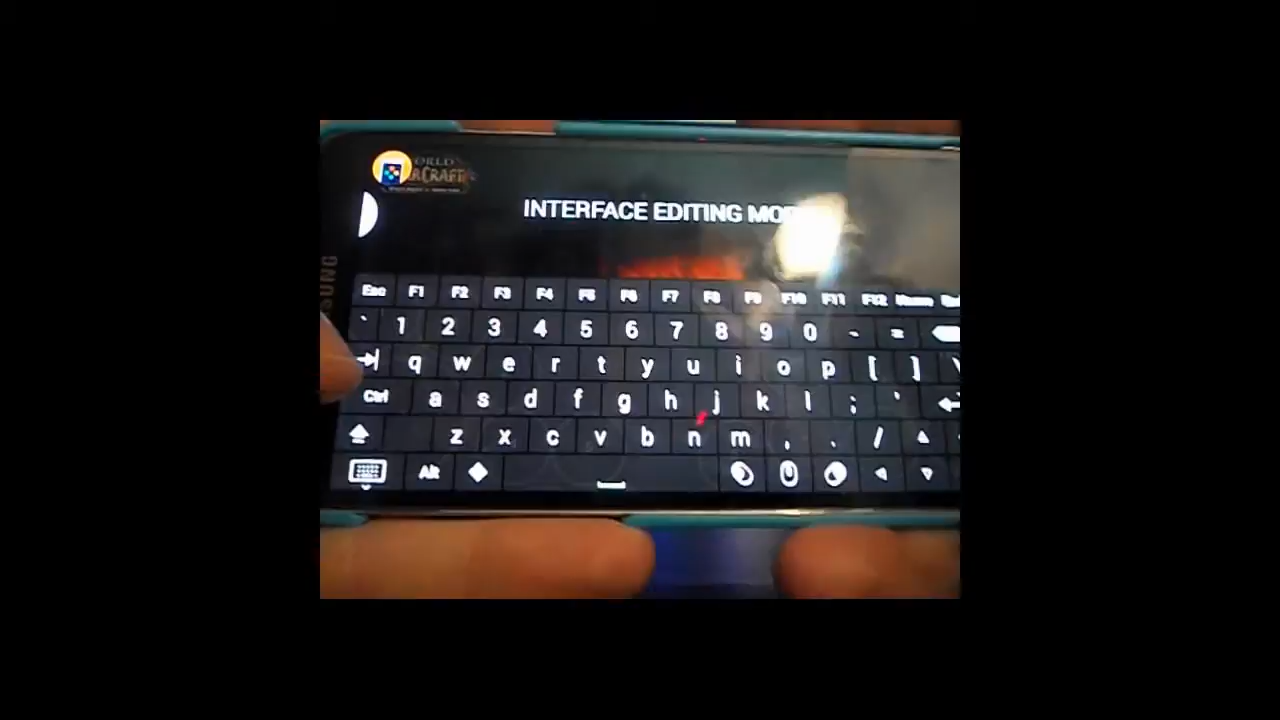 INTERFACE EDITING
SUNG
Esc F1 F2 F3 F4 F5 F6 F7 F8 F9 F10 F11 F12
` 1 2 3 4 5 6 7 8 9 0 - =
q w e r t y u i o p [ ] \
Ctrl a s d f g h j k l ; '
z x c v b n m , . /
Alt